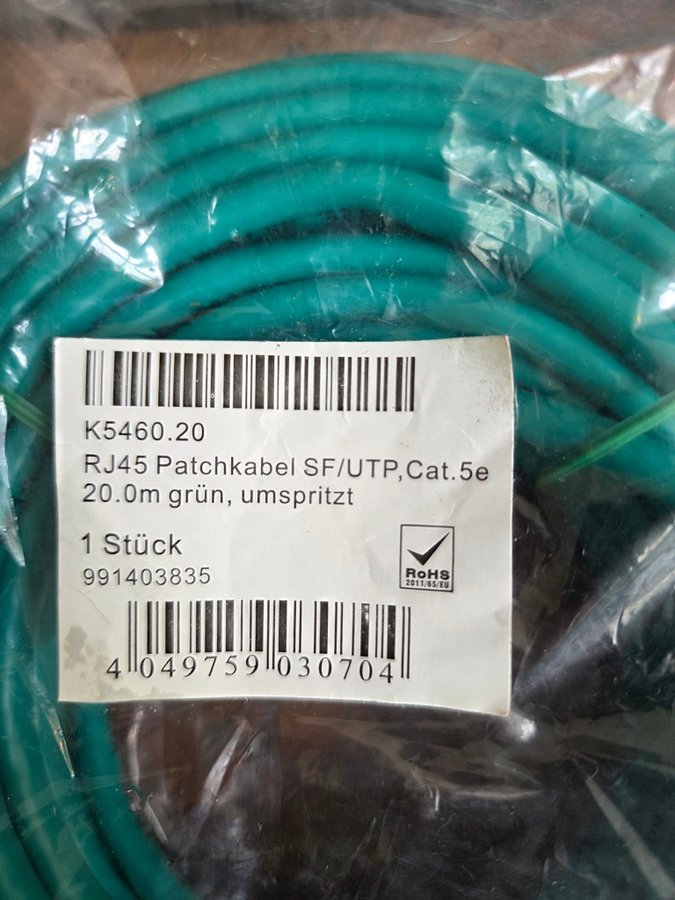 K5460.20
RJ45 Patchkabel SF/UTP,Cat.5e
20.0m grün, umspritzt
1 Stück
991403835
RoHS
2011/65/EU
4 049759 030704